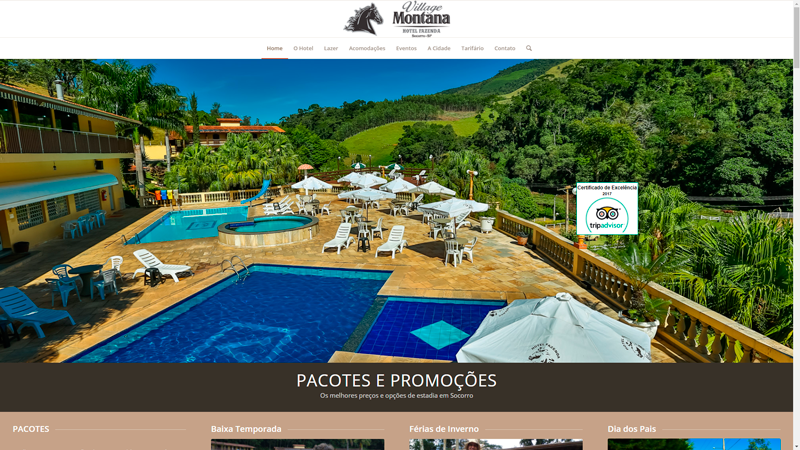 Village
Montana
HOTEL FAZENDA
Socorro-SP
Home O Hotel Lazer Acomodações Eventos A Cidade Tarifário Contato
Certificado de Excelência
2017
tripadvisor
HOTEL FAZENDA
PACOTES E PROMOÇÕES
Os melhores preços e opções de estadia em Socorro
PACOTES
Baixa Temporada
Férias de Inverno
Dia dos Pais